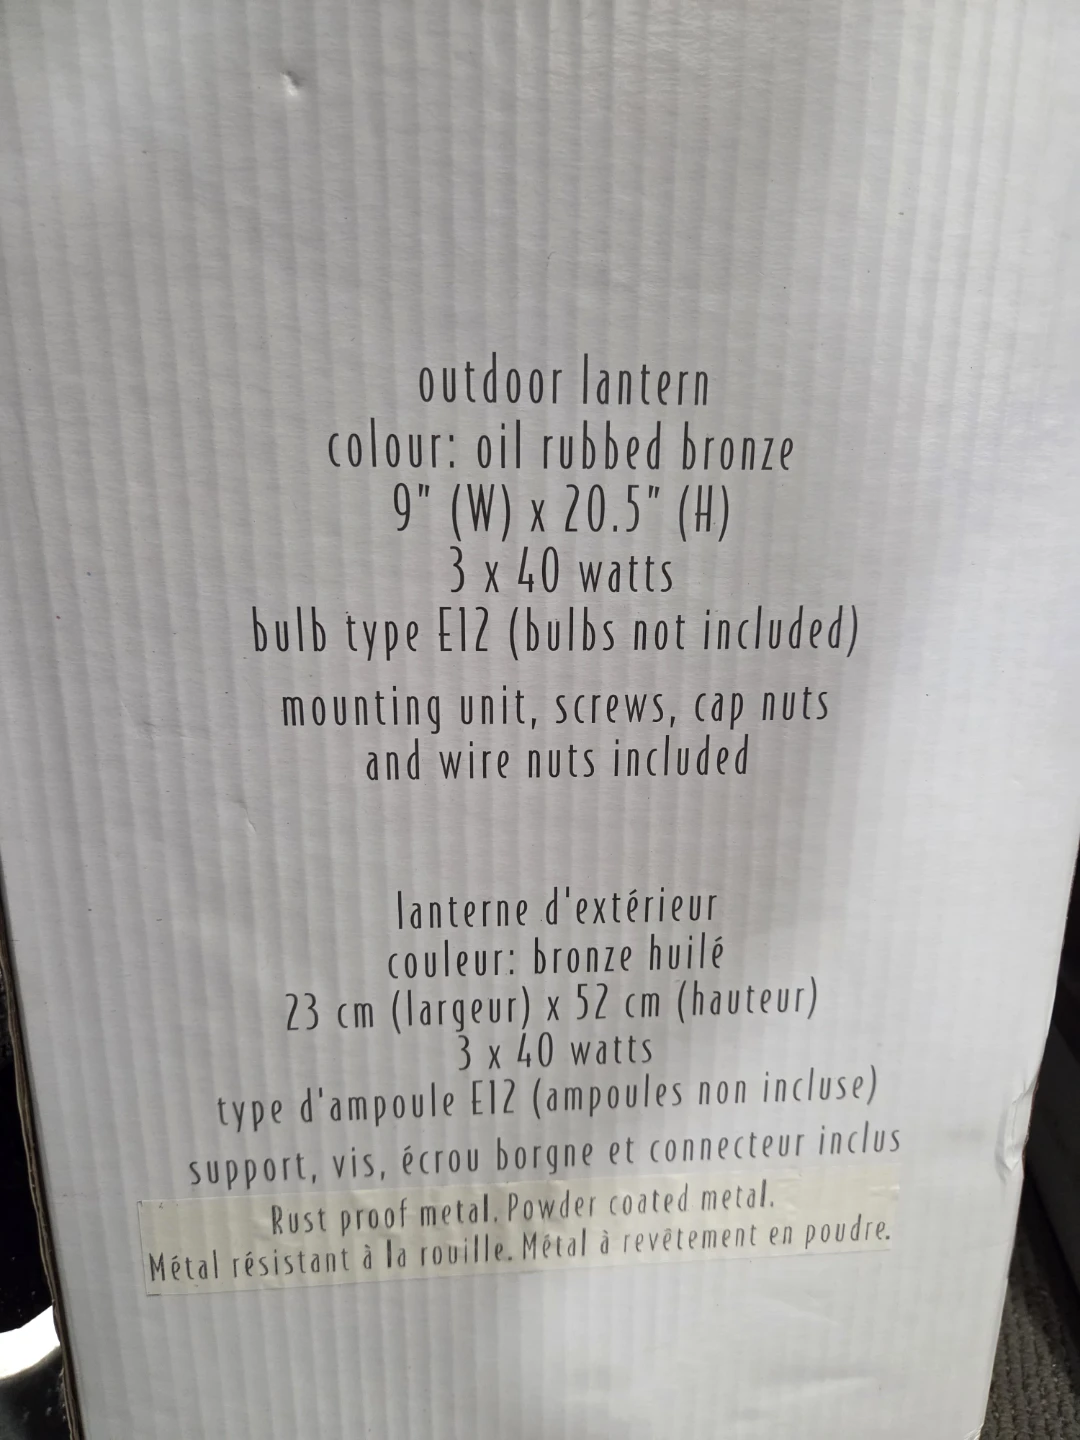 outdoor lantern
colour: oil rubbed bronze
9" (W) x 20.5" (H)
3 x 40 watts
bulb type E12 (bulbs not included)
mounting unit, screws, cap nuts
and wire nuts included
lanterne d'extérieur
couleur: bronze huilé
23 cm (largeur) x 52 cm (hauteur)
3 x 40 watts
type d'ampoule E12 (ampoules non incluse)
support, vis, écrou borgne et connecteur inclus
Rust proof metal. Powder coated metal.
Métal résistant à la rouille. Métal à revêtement en poudre.